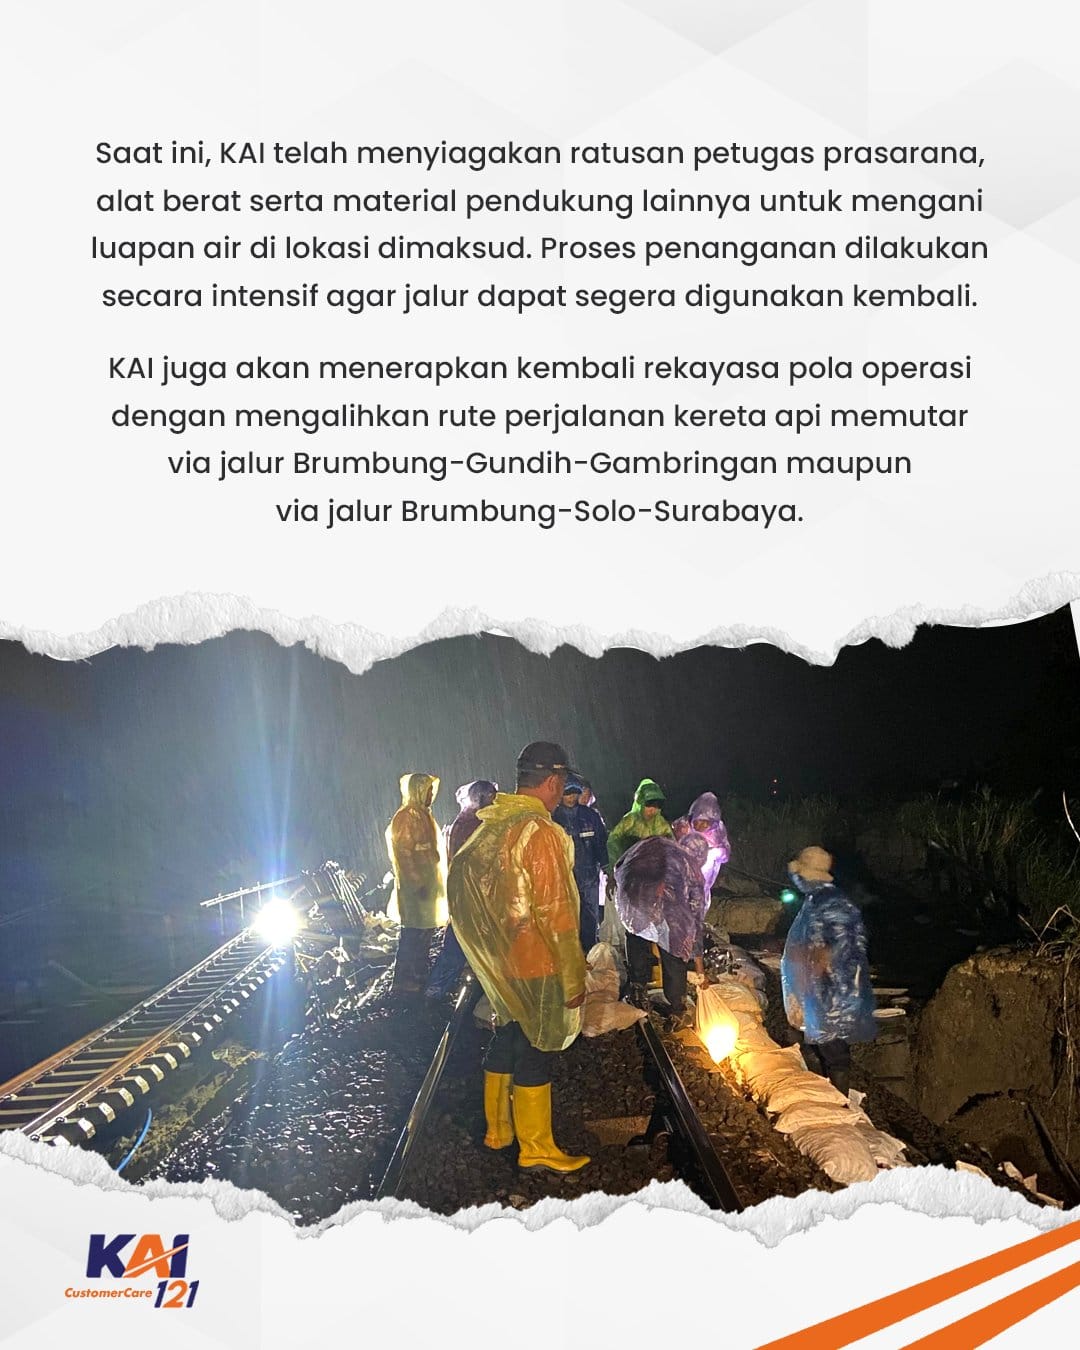 Saat ini, KAI telah menyiagakan ratusan petugas prasarana,
alat berat serta material pendukung lainnya untuk mengani
luapan air di lokasi dimaksud. Proses penanganan dilakukan
secara intensif agar jalur dapat segera digunakan kembali.
KAI juga akan menerapkan kembali rekayasa pola operasi
dengan mengalihkan rute perjalanan kereta api memutar
via jalur Brumbung-Gundih-Gambringan maupun
via jalur Brumbung-Solo-Surabaya.
KAI
CustomerCare 121